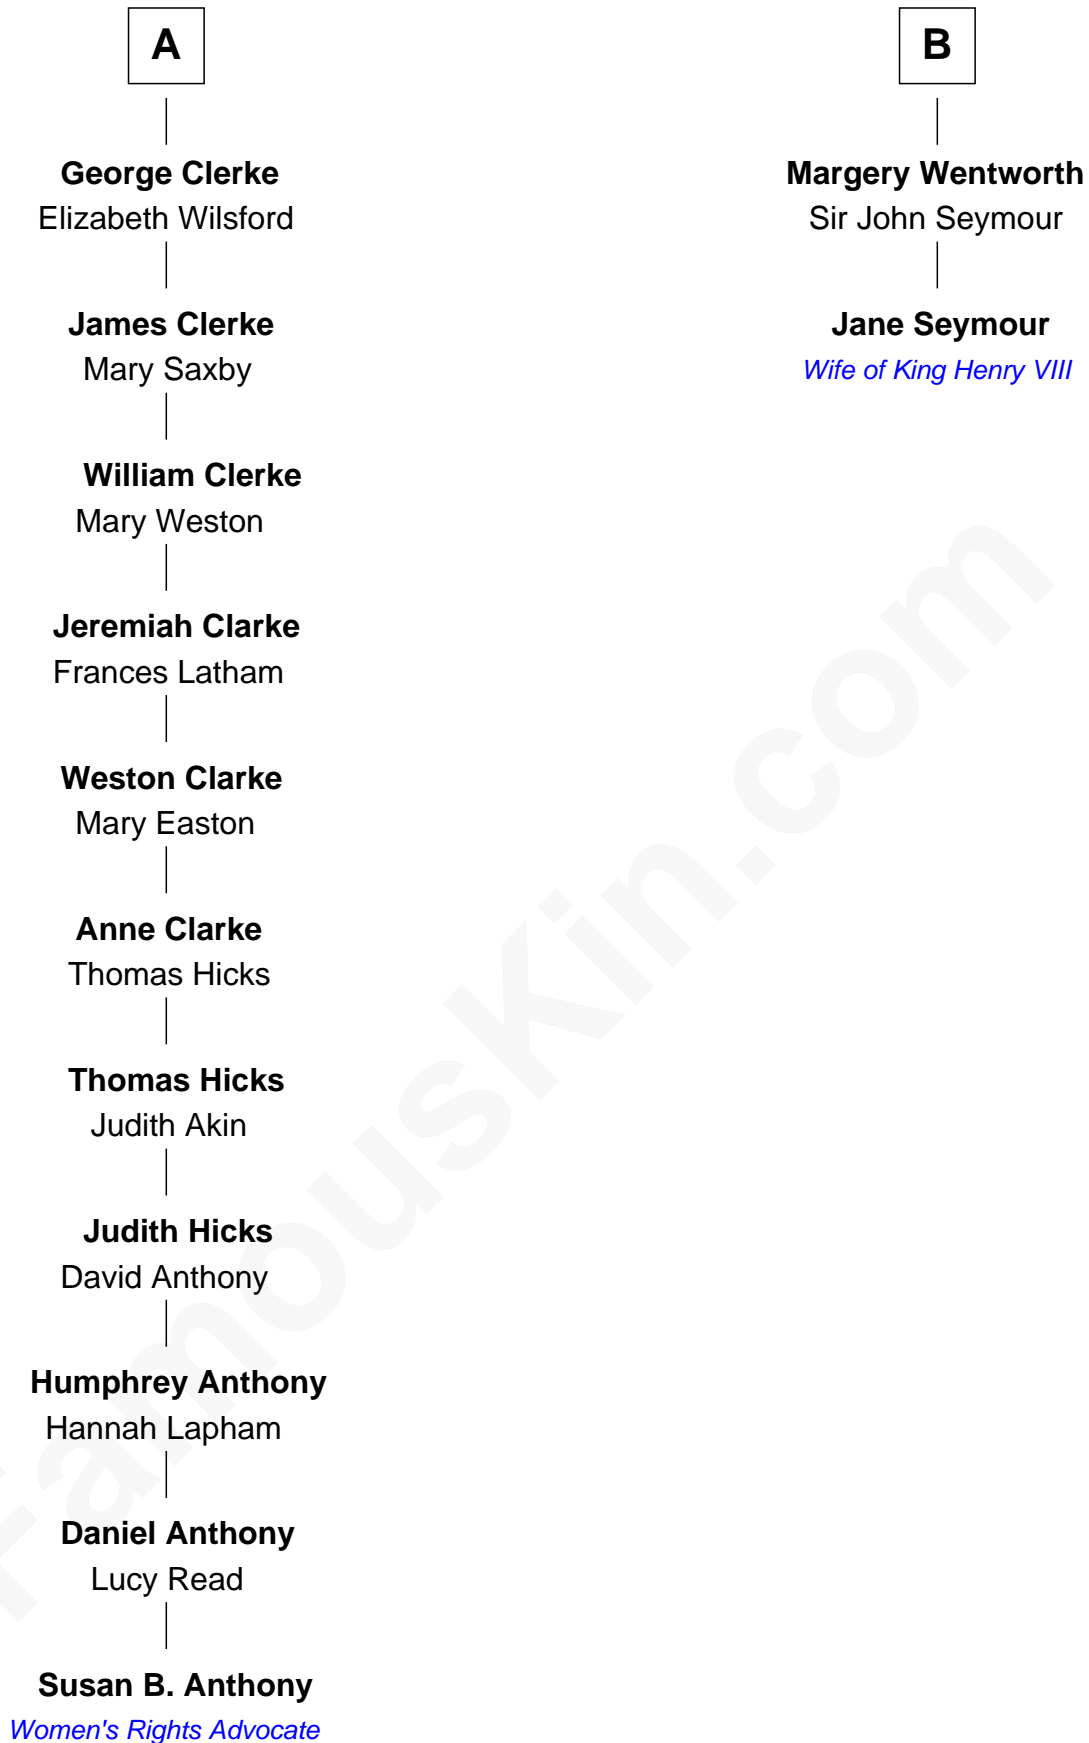 A
George Clerke
Elizabeth Wilsford
James Clerke
Mary Saxby
William Clerke
Mary Weston
Jeremiah Clarke
Frances Latham
Weston Clarke
Mary Easton
Anne Clarke
Thomas Hicks
Thomas Hicks
Judith Akin
Judith Hicks
David Anthony
Humphrey Anthony
Hannah Lapham
Daniel Anthony
Lucy Read
Susan B. Anthony
Women's Rights Advocate
B
Margery Wentworth
Sir John Seymour
Jane Seymour
Wife of King Henry VIII
FamousKin.com